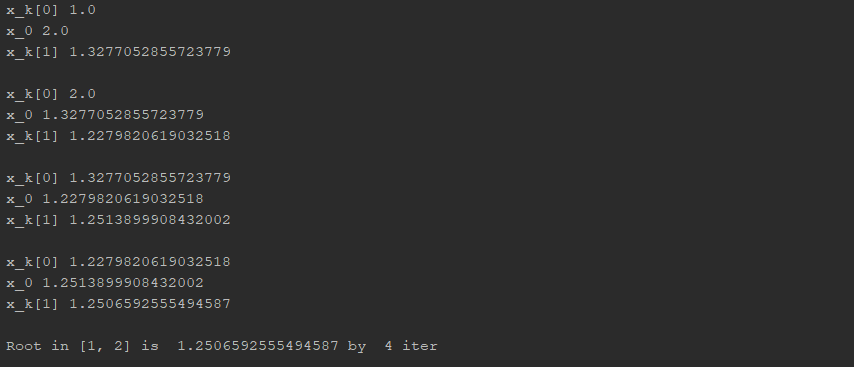 x_k[0] 1.0
x_0 2.0
x_k[1] 1.3277052855723779
x_k[0] 2.0
x_0 1.3277052855723779
x_k[1] 1.2279820619032518
x_k[0] 1.3277052855723779
x_0 1.2279820619032518
x_k[1] 1.2513899908432002
x_k[0] 1.2279820619032518
x_0 1.2513899908432002
x_k[1] 1.2506592555494587
Root in [1, 2] is  1.2506592555494587 by  4 iter